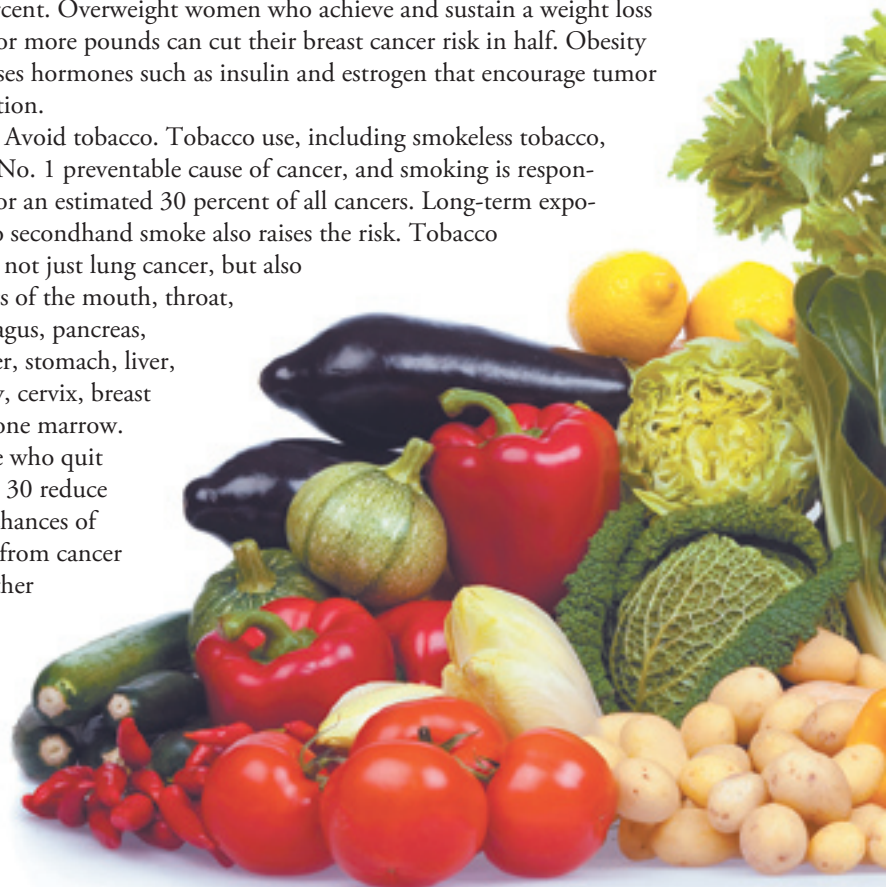 rcent. Overweight women who achieve and sustain a weight loss
or more pounds can cut their breast cancer risk in half. Obesity
ses hormones such as insulin and estrogen that encourage tumor
tion.
Avoid tobacco. Tobacco use, including smokeless tobacco,
No. 1 preventable cause of cancer, and smoking is respon-
or an estimated 30 percent of all cancers. Long-term expo-
o secondhand smoke also raises the risk. Tobacco
not just lung cancer, but also
s of the mouth, throat,
agus, pancreas,
er, stomach, liver,
y, cervix, breast
one marrow.
e who quit
30 reduce
hances of
from cancer
her